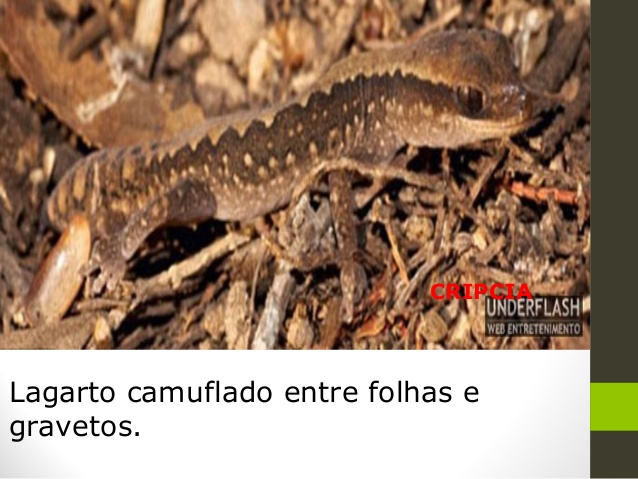 CRIPCIA
UNDERFLASH
WEB ENTRETENIMENTO
Lagarto camuflado entre folhas e
gravetos.